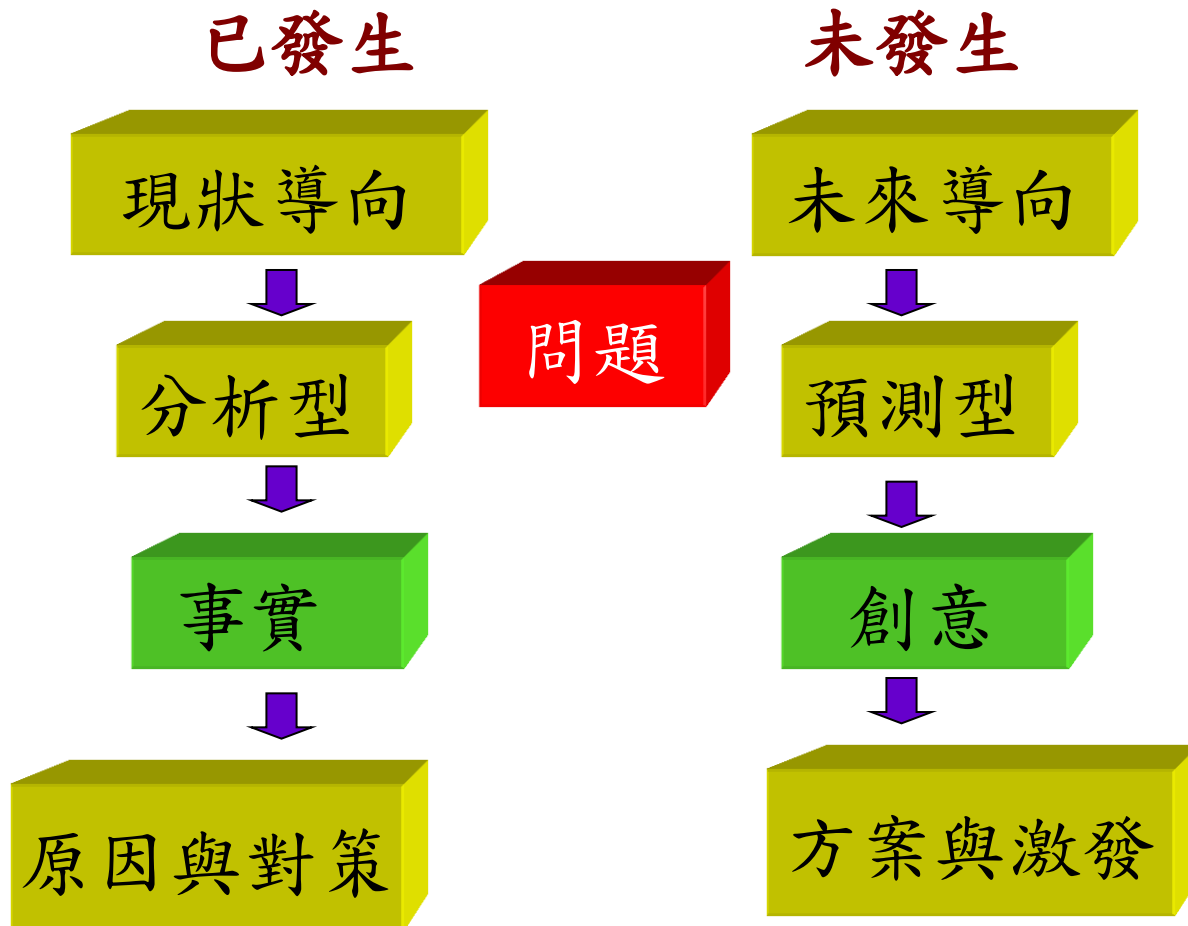 已發生
未發生
現狀導向
未來導向
問題
分析型
預測型
事實
創意
原因與對策
方案與激發